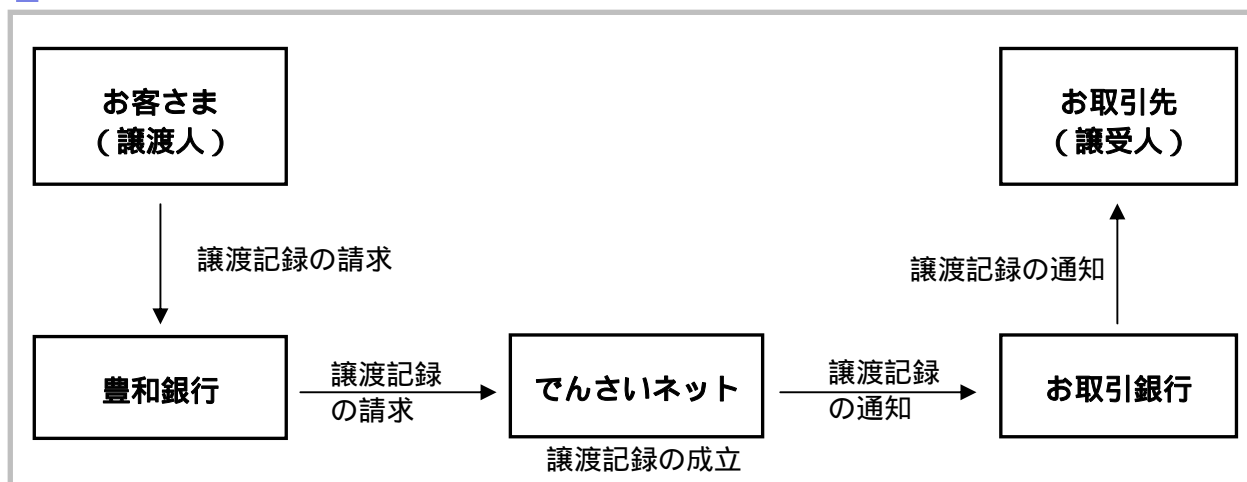 お客さま
（譲渡人）
お取引先
（譲受人）
譲渡記録の請求
譲渡記録の通知
豊和銀行
譲渡記録
の請求
でんさいネット
譲渡記録
の通知
お取引銀行
譲渡記録の成立